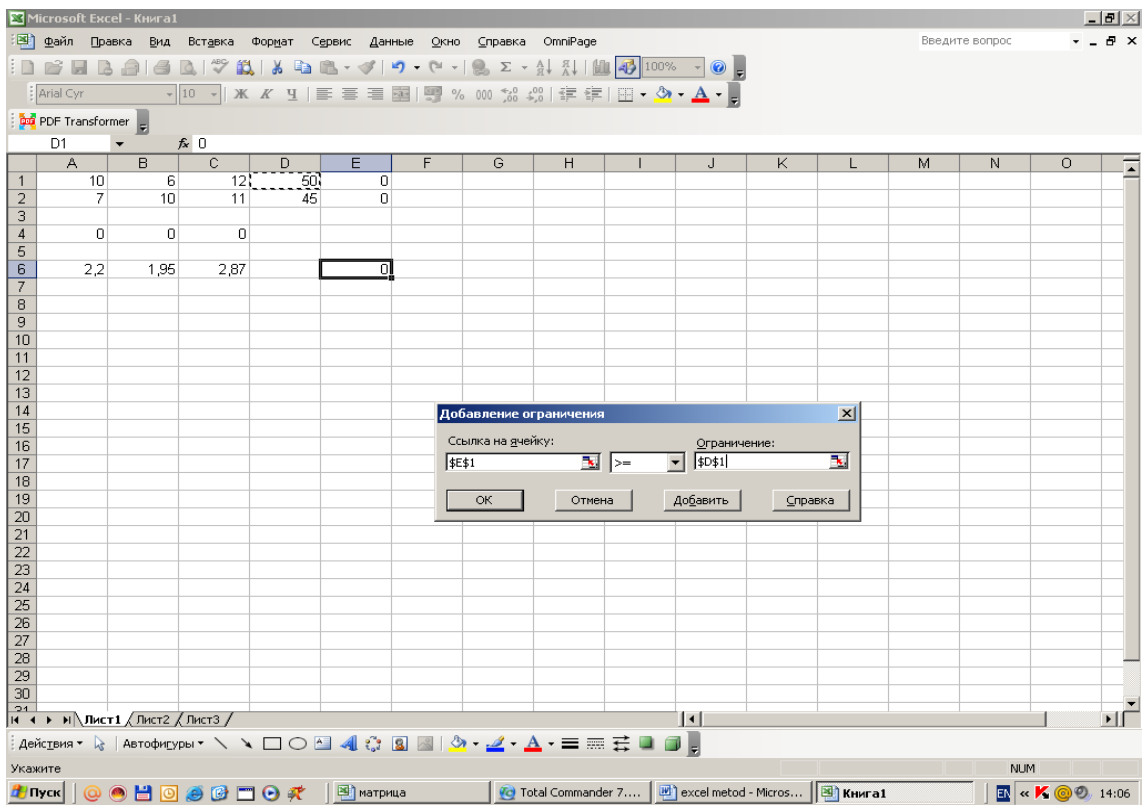 Microsoft Excel - Книга1
Файл Правка Вид Вставка Формат Сервис Данные Окно Справка OmniPage Введите вопрос
100%
Arial Cyr 10 Ж К Ч % 000
PDF Transformer
D1 fx 0
A B C D E F G H I J K L M N O
1 10 6 12 50 0
2 7 10 11 45 0
3
4 0 0 0
5
6 2,2 1,95 2,87 0
7
8
9
10
11
12
13
14
15
16
17
18
19
20
21
22
23
24
25
26
27
28
29
30
31
Добавление ограничения
Ссылка на ячейку: Ограничение:
$E$1 >= $D$1
ОК Отмена Добавить Справка
Лист1 Лист2 Лист3
Действия Автофигуры
Укажите NUM
Пуск матрица Total Commander 7.... excel metod - Micros... Книга1 EN 14:06